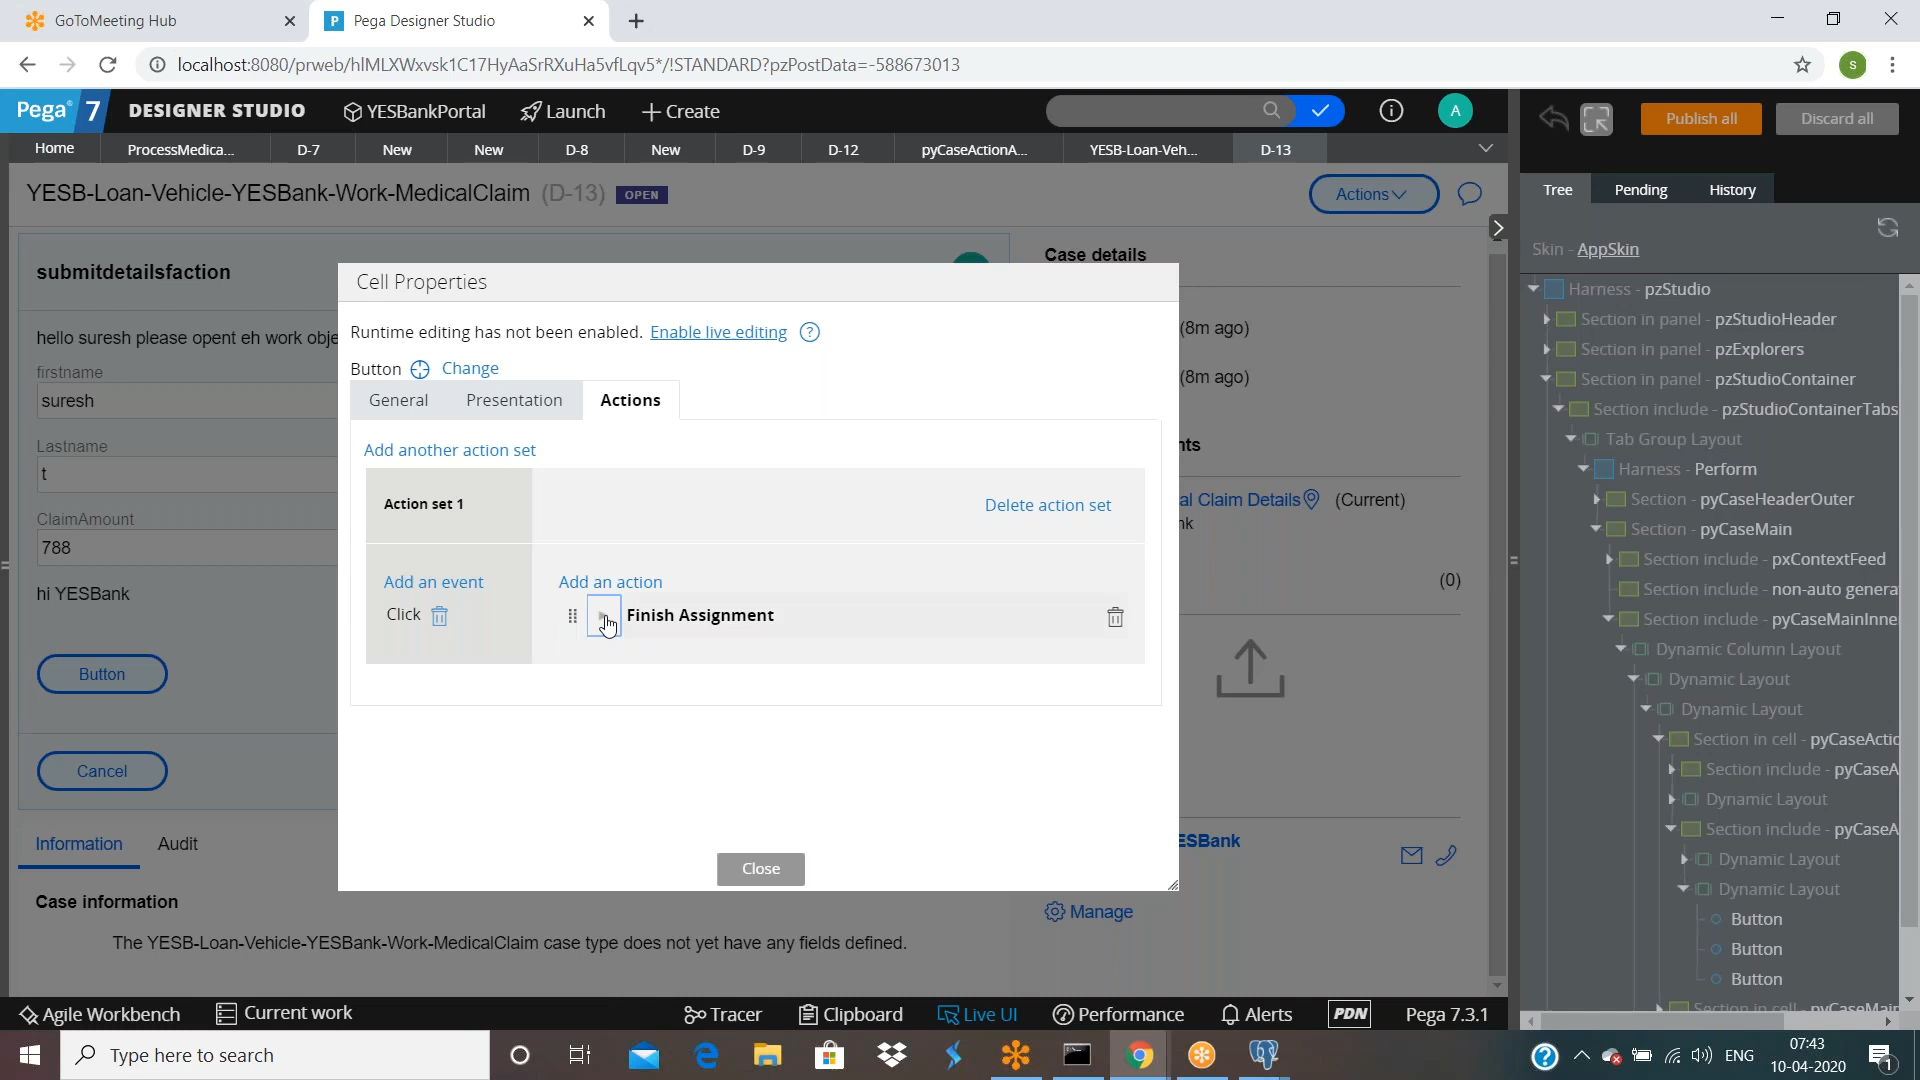 GoToMeeting Hub
Pega Designer Studio
localhost:8080/prweb/hIMLXWxvsk1C17HyAaSrRXuHa5vfLqv5*/!STANDARD?pzPostData=-588673013
s
Pega 7 DESIGNER STUDIO YESBankPortal Launch Create A
Publish all Discard all
Home ProcessMedica... D-7 New New D-8 New D-9 D-12 pyCaseActionA... YESB-Loan-Veh... D-13
Tree Pending History
YESB-Loan-Vehicle-YESBank-Work-MedicalClaim (D-13) OPEN Actions
Skin - AppSkin
submitdetailsfaction
hello suresh please opent eh work obje
firstname
suresh
Lastname
t
ClaimAmount
788
hi YESBank
Button
Cancel
Information Audit
Case information
The YESB-Loan-Vehicle-YESBank-Work-MedicalClaim case type does not yet have any fields defined.
Cell Properties
Runtime editing has not been enabled. Enable live editing ?
Button Change
General Presentation Actions
Add another action set
Action set 1 Delete action set
Add an event Add an action
Click Finish Assignment
Close
Case details
(8m ago)
(8m ago)
nts
al Claim Details (Current)
nk
(0)
ESBank
Manage
Harness - pzStudio
Section in panel - pzStudioHeader
Section in panel - pzExplorers
Section in panel - pzStudioContainer
Section include - pzStudioContainerTabs
Tab Group Layout
Harness - Perform
Section - pyCaseHeaderOuter
Section - pyCaseMain
Section include - pxContextFeed
Section include - non-auto genera
Section include - pyCaseMainInne
Dynamic Column Layout
Dynamic Layout
Dynamic Layout
Section in cell - pyCaseActic
Section include - pyCaseA
Dynamic Layout
Section include - pyCaseA
Dynamic Layout
Dynamic Layout
Button
Button
Button
Section in cell - pyCaseMain
Agile Workbench Current work Tracer Clipboard Live UI Performance Alerts PDN Pega 7.3.1
Type here to search
ENG
07:43
10-04-2020
1